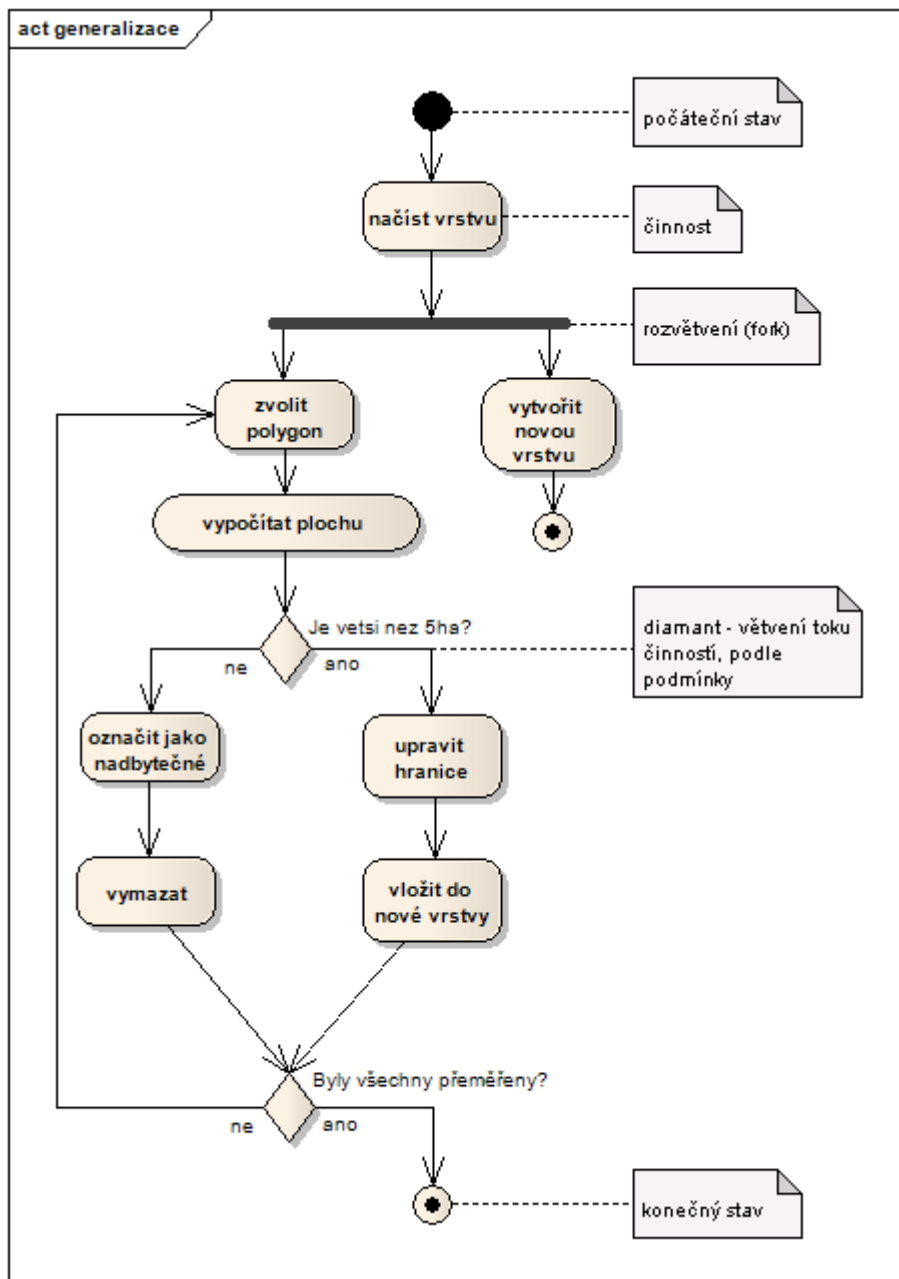 act generalizace
počáteční stav
načíst vrstvu
činnost
rozvětvení (fork)
zvolit
polygon
vytvořit
novou
vrstvu
vypočítat plochu
Je vetsi nez 5ha?
ne
ano
diamant - větvení toku
činností, podle
podmínky
označit jako
nadbytečné
upravit
hranice
vymazat
vložit do
nové vrstvy
Byly všechny přeměřeny?
ne
ano
konečný stav